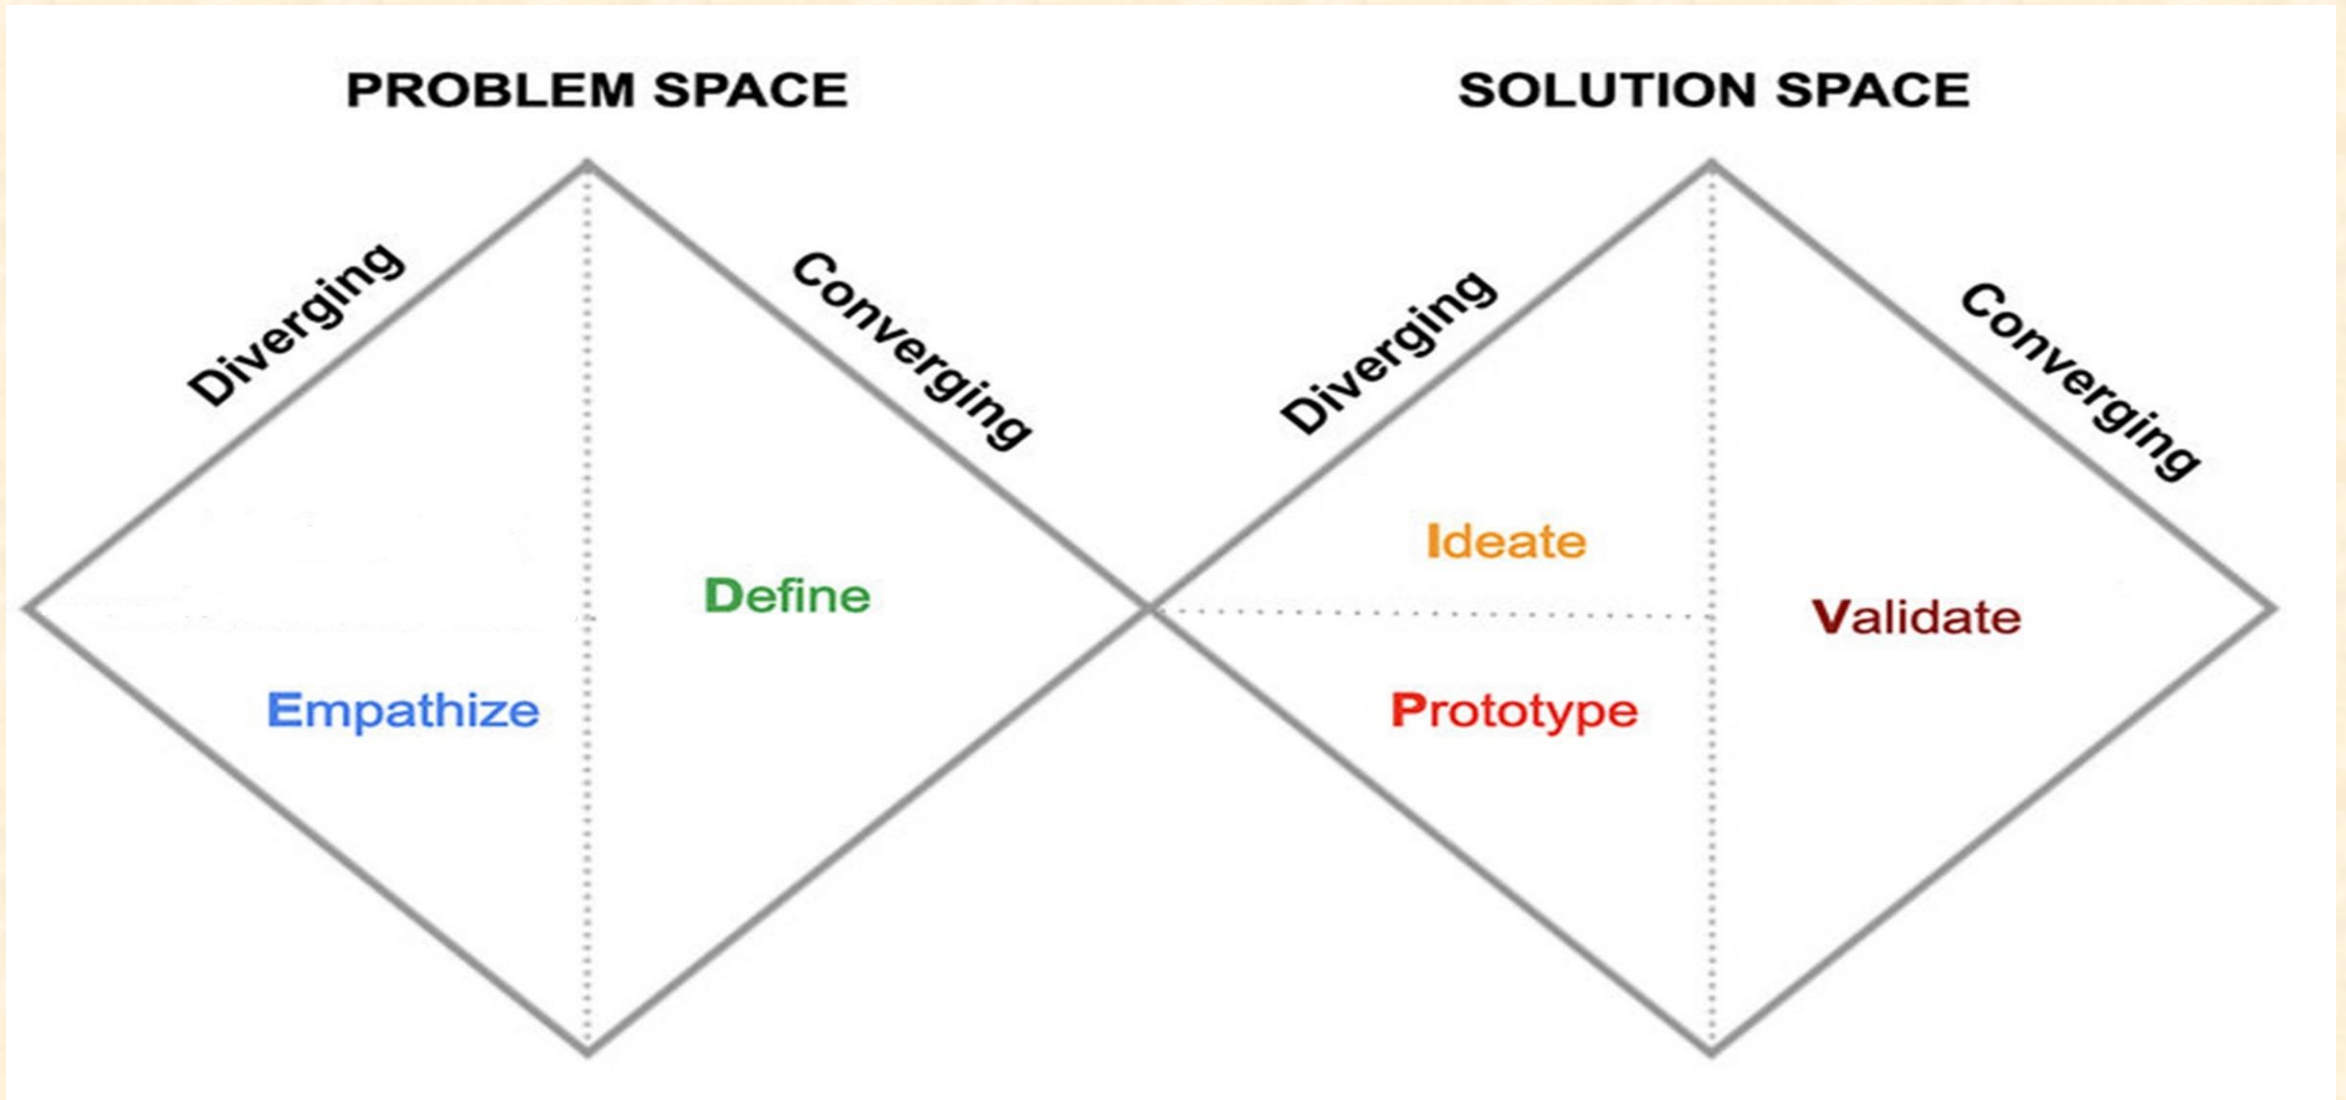 PROBLEM SPACE
SOLUTION SPACE
Diverging
Converging
Diverging
Converging
Empathize
Define
Ideate
Prototype
Validate